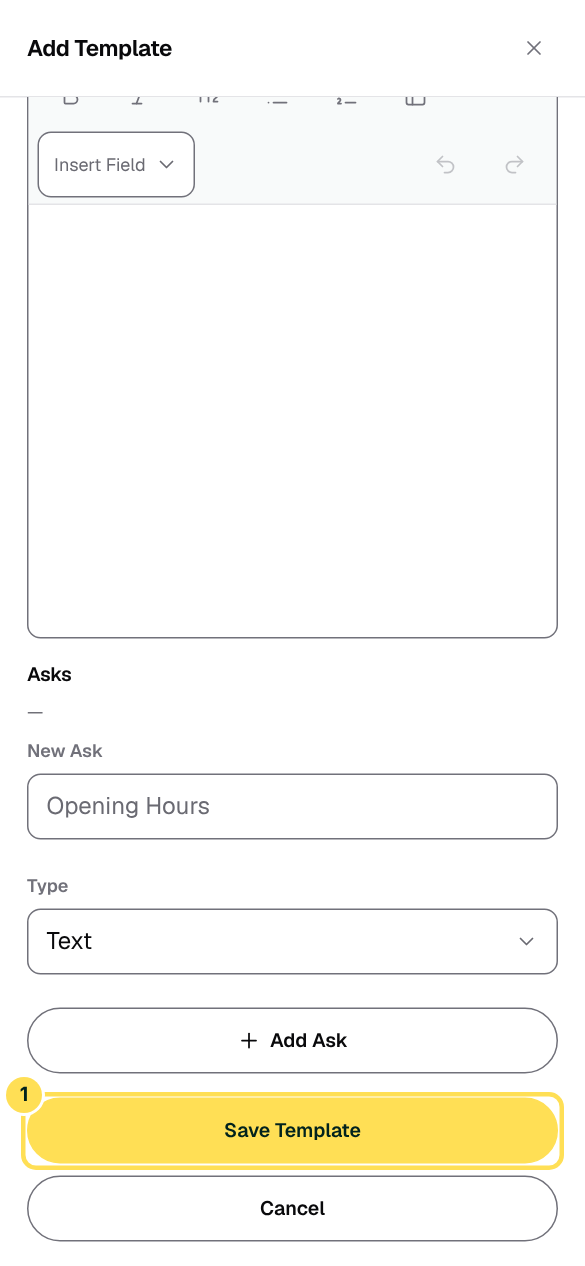 Add Template
Insert Field
Asks
—
New Ask
Opening Hours
Type
Text
+ Add Ask
1
Save Template
Cancel